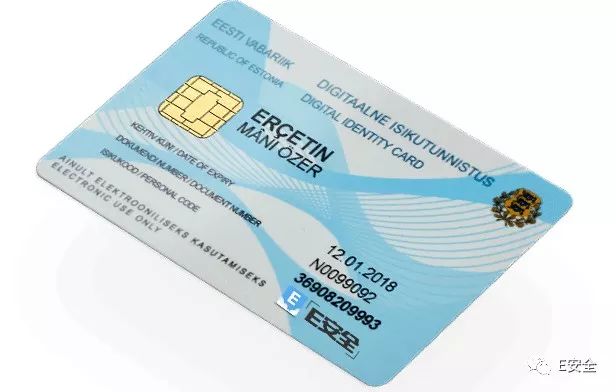 EESTI VABARIIK
REPUBLIC OF ESTONIA
DIGITAALNE ISIKUTUNNISTUS
DIGITAL IDENTITY CARD
ERÇETIN
MÂNI ÖZER
KEHTIV KUNI / DATE OF EXPIRY
12.01.2018
DOKUMENDI NUMBER / DOCUMENT NUMBER
N0099092
ISIKUKOOD / PERSONAL CODE
36908209993
AINULT ELEKTROONILISEKS KASUTAMISEKS
ELECTRONIC USE ONLY
E E安全
E安全